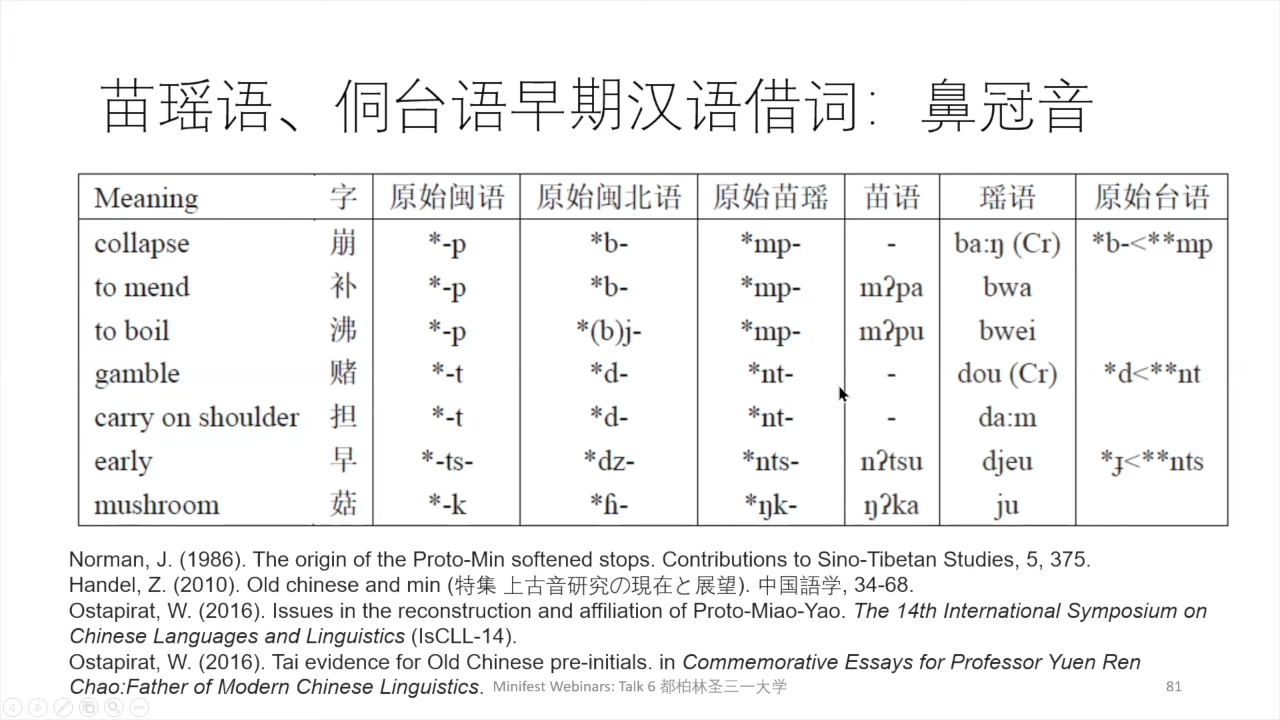 苗瑶语、侗台语早期汉语借词：鼻冠音
Meaning 字 原始闽语 原始闽北语 原始苗瑶 苗语 瑶语 原始台语
collapse 崩 *-p *b- *mp- - ba:ŋ (Cr) *b-<**mp
to mend 补 *-p *b- *mp- mʔpa bwa
to boil 沸 *-p *(b)j- *mp- mʔpu bwei
gamble 赌 *-t *d- *nt- - dou (Cr) *d<**nt
carry on shoulder 担 *-t *d- *nt- - da:m
early 早 *-ts- *dz- *nts- nʔtsu djeu *ɟ<**nts
mushroom 菇 *-k *ɦ- *ŋk- ŋʔka ju
Norman, J. (1986). The origin of the Proto-Min softened stops. Contributions to Sino-Tibetan Studies, 5, 375.
Handel, Z. (2010). Old chinese and min (特集 上古音研究の現在と展望). 中国語学, 34-68.
Ostapirat, W. (2016). Issues in the reconstruction and affiliation of Proto-Miao-Yao. The 14th International Symposium on
Chinese Languages and Linguistics (IsCLL-14).
Ostapirat, W. (2016). Tai evidence for Old Chinese pre-initials. in Commemorative Essays for Professor Yuen Ren
Chao:Father of Modern Chinese Linguistics.
Minifest Webinars: Talk 6 都柏林圣三一大学
81